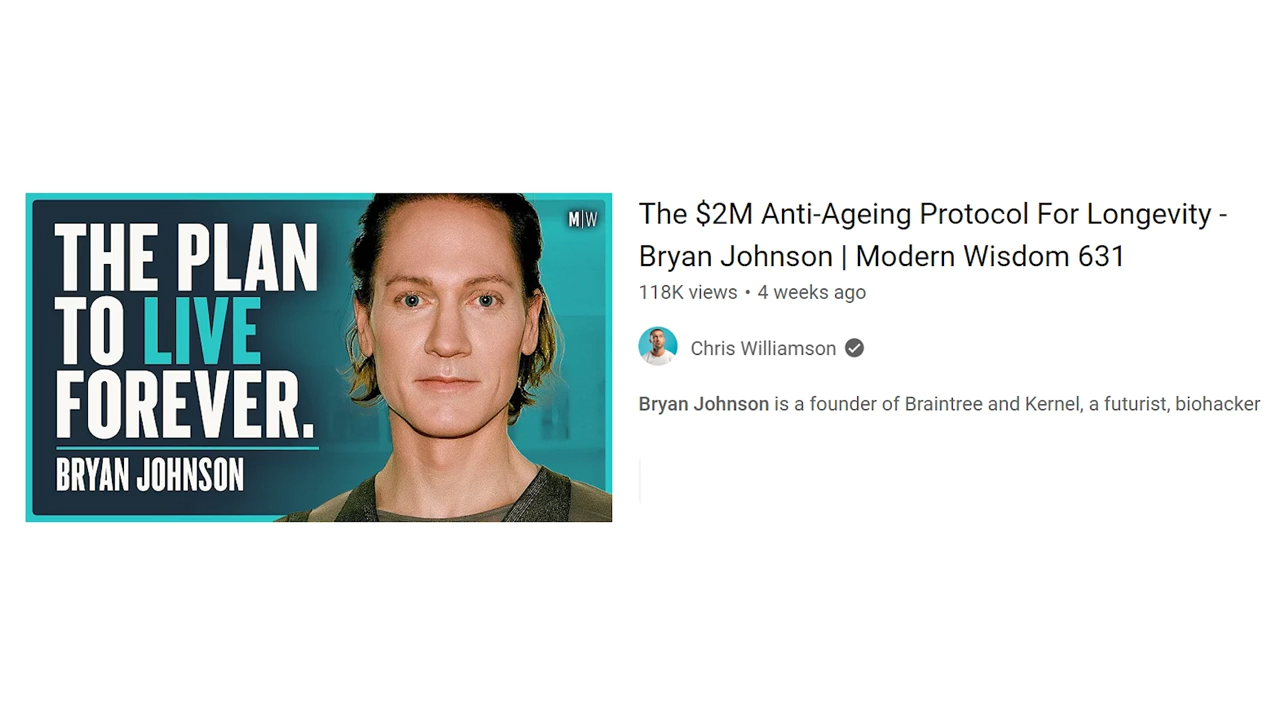 THE PLAN
TO LIVE
FOREVER.
BRYAN JOHNSON
M|W
The $2M Anti-Ageing Protocol For Longevity -
Bryan Johnson | Modern Wisdom 631
118K views • 4 weeks ago
Chris Williamson
Bryan Johnson is a founder of Braintree and Kernel, a futurist, biohacker